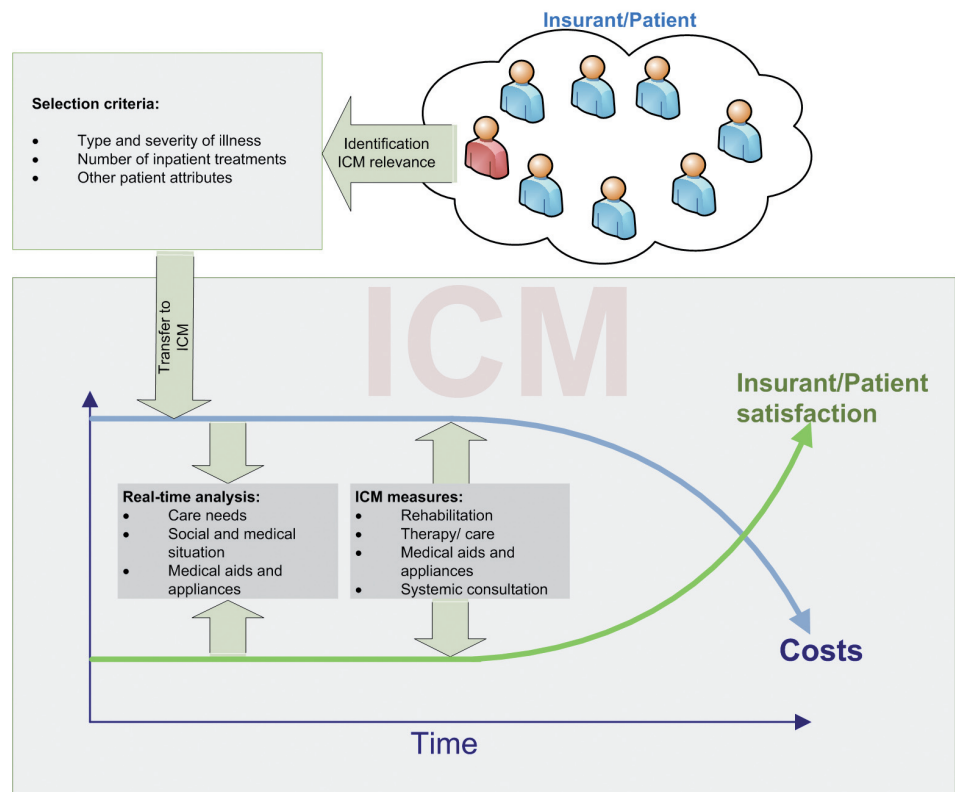 Insurant/Patient
Selection criteria:
• Type and severity of illness
• Number of inpatient treatments
• Other patient attributes
Identification
ICM relevance
Transfer to
ICM
ICM
Insurant/Patient
satisfaction
Real-time analysis:
• Care needs
• Social and medical
situation
• Medical aids and
appliances
ICM measures:
• Rehabilitation
• Therapy/ care
• Medical aids and
appliances
• Systemic consultation
Costs
Time